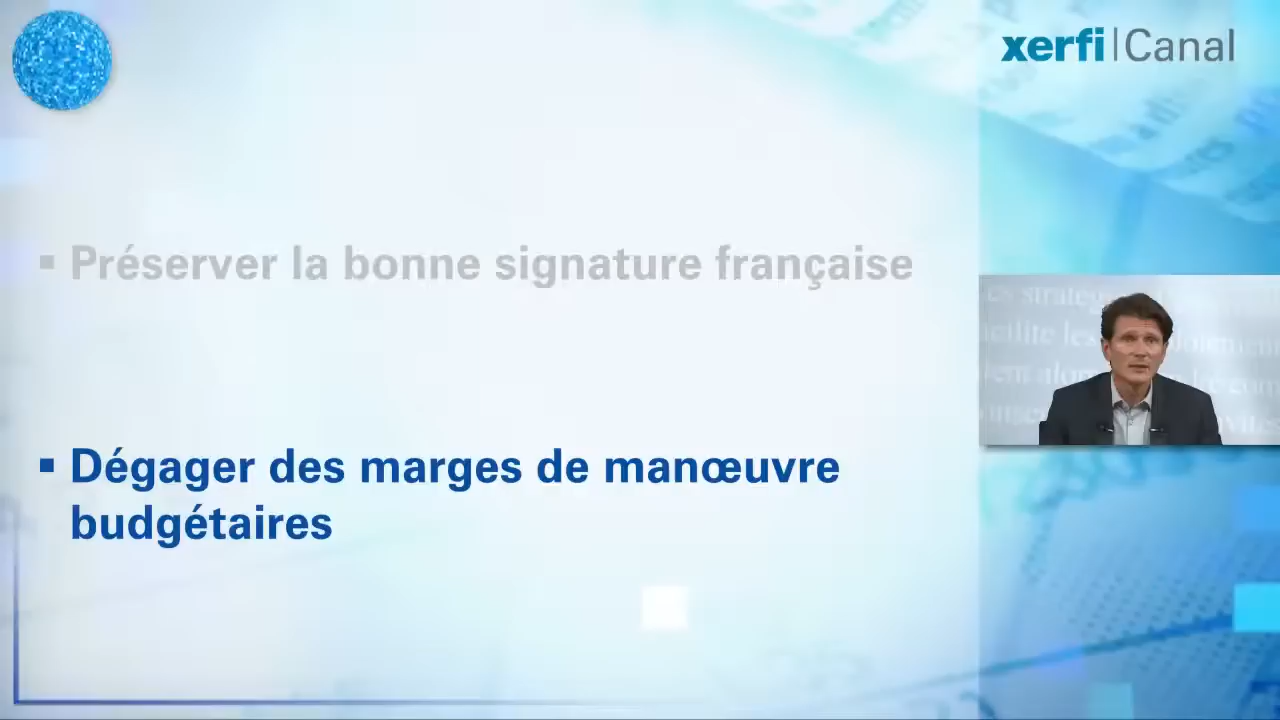 xerfi|Canal
▪ Préserver la bonne signature française
▪ Dégager des marges de manœuvre
budgétaires